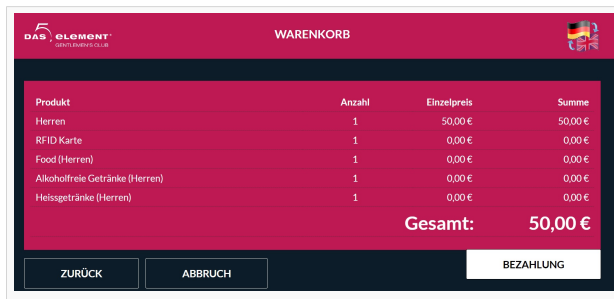 DAS 5. ELEMENT
GENTLEMEN'S CLUB
WARENKORB
Produkt Anzahl Einzelpreis Summe
Herren 1 50,00 € 50,00 €
RFID Karte 1 0,00 € 0,00 €
Food (Herren) 1 0,00 € 0,00 €
Alkoholfreie Getränke (Herren) 1 0,00 € 0,00 €
Heissgetränke (Herren) 1 0,00 € 0,00 €
Gesamt: 50,00 €
ZURÜCK ABBRUCH BEZAHLUNG